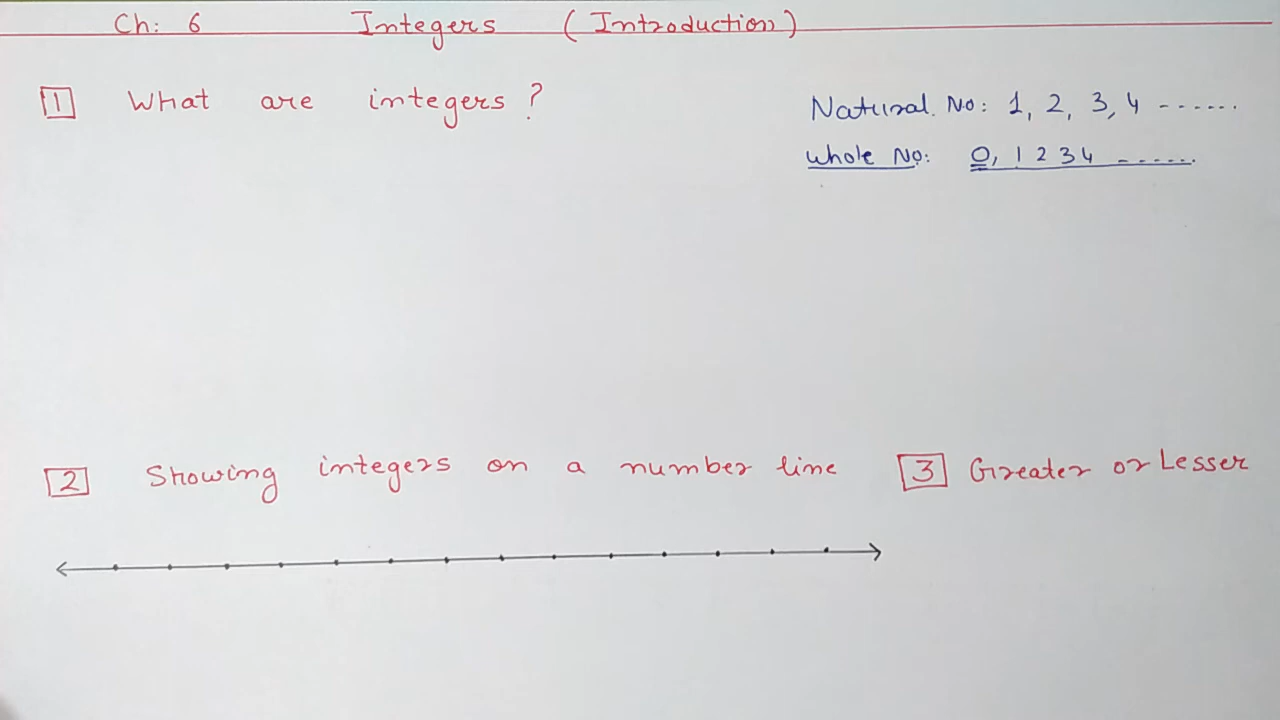 Ch: 6 Integers (Introduction)
1 What are integers?
Natural. No: 1, 2, 3, 4 ------
Whole No: 0, 1 2 3 4 ------
2 Showing integers on a number line
3 Greater or Lesser